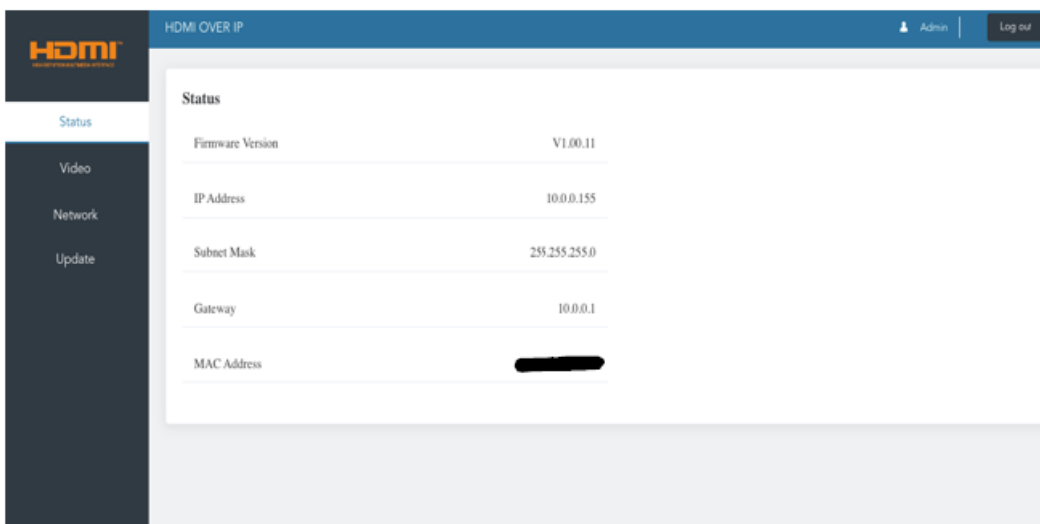 HDMI OVER IP
Admin
Log out
HDMI™
Status
Video
Network
Update
Status
Firmware Version V1.00.11
IP Address 10.0.0.155
Subnet Mask 255.255.255.0
Gateway 10.0.0.1
MAC Address